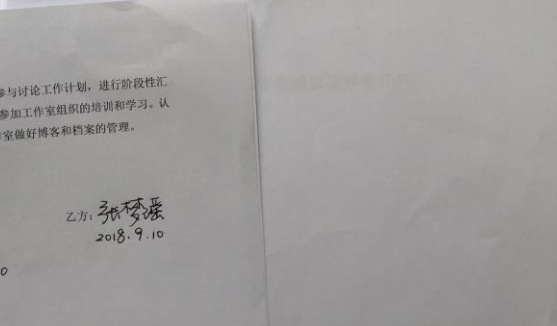 参与讨论工作计划，进行阶段性汇
参加工作室组织的培训和学习。认
室做好博客和档案的管理。
乙方：张梦瑶
2018.9.10
0